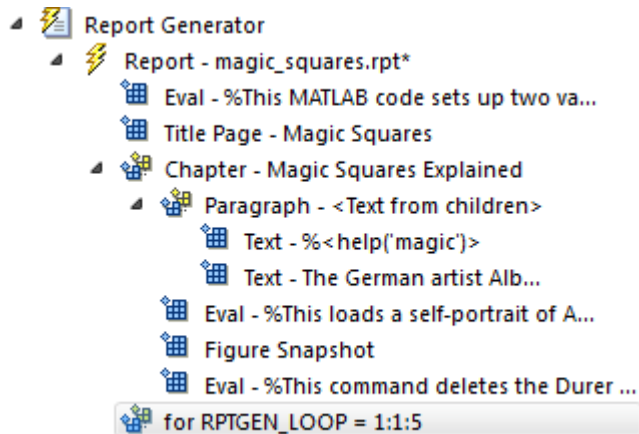 Report Generator
Report - magic_squares.rpt*
Eval - %This MATLAB code sets up two va...
Title Page - Magic Squares
Chapter - Magic Squares Explained
Paragraph - <Text from children>
Text - %<help('magic')>
Text - The German artist Alb...
Eval - %This loads a self-portrait of A...
Figure Snapshot
Eval - %This command deletes the Durer ...
for RPTGEN_LOOP = 1:1:5